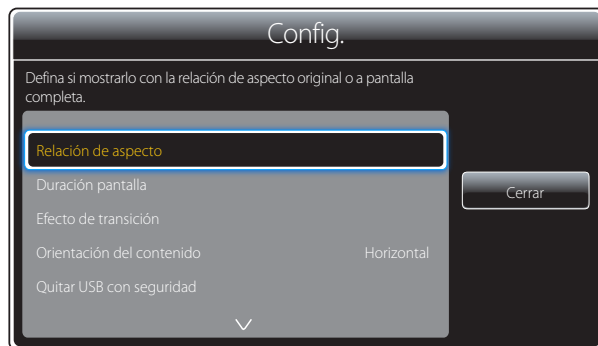 Config.
Defina si mostrarlo con la relación de aspecto original o a pantalla
completa.
Relación de aspecto
Duración pantalla
Cerrar
Efecto de transición
Orientación del contenido Horizontal
Quitar USB con seguridad